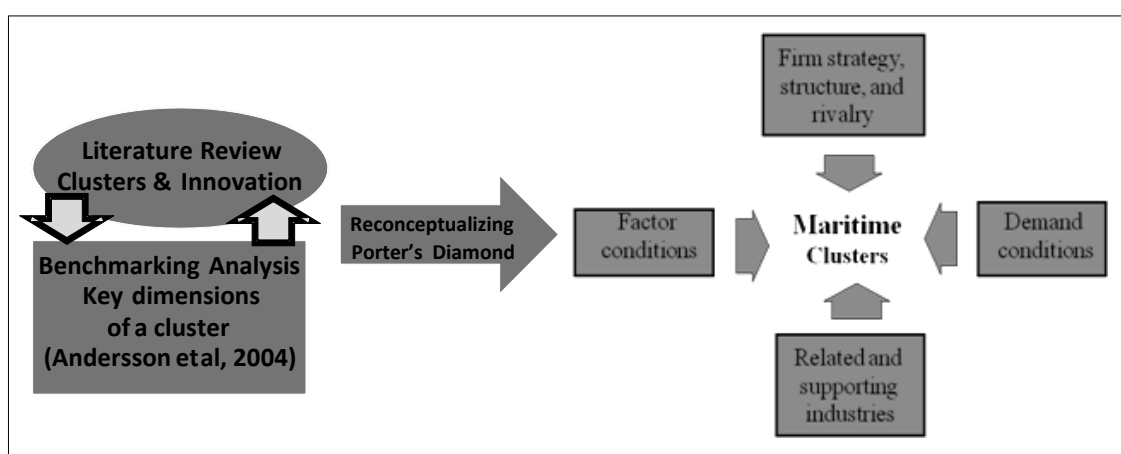 Literature Review
Clusters & Innovation
Benchmarking Analysis
Key dimensions
of a cluster
(Andersson etal, 2004)
Reconceptualizing
Porter's Diamond
Firm strategy,
structure, and
rivalry
Factor
conditions
Maritime
Clusters
Demand
conditions
Related and
supporting
industries